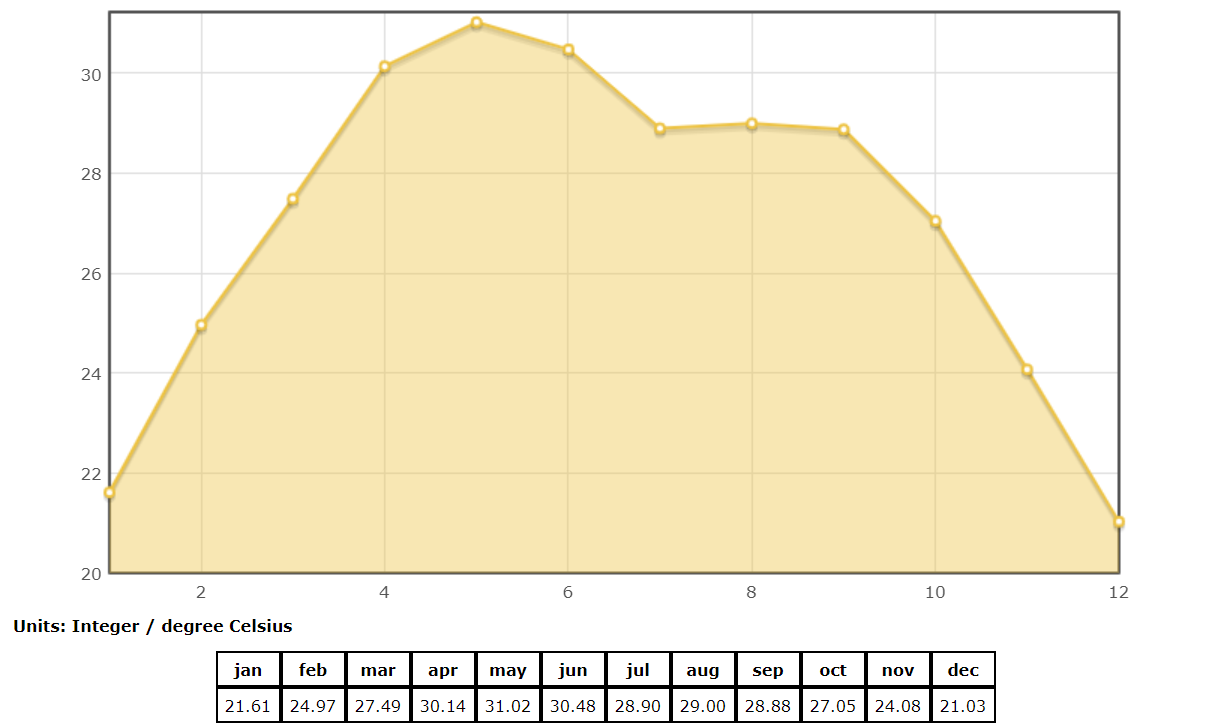 30
28
26
24
22
20
2 4 6 8 10 12
Units: Integer / degree Celsius
jan feb mar apr may jun jul aug sep oct nov dec
21.61 24.97 27.49 30.14 31.02 30.48 28.90 29.00 28.88 27.05 24.08 21.03